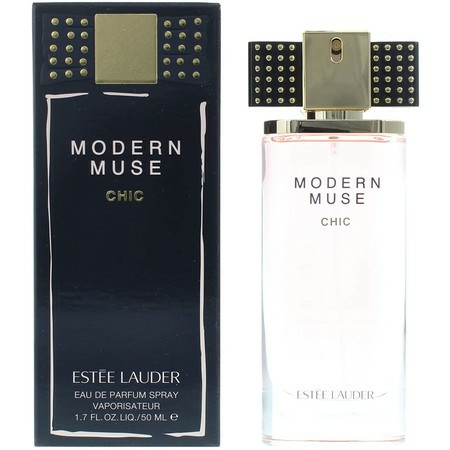 MODERN
MUSE
CHIC
ESTĒE LAUDER
EAU DE PARFUM SPRAY
VAPORISATEUR
1.7 FL.OZ.LIQ./50 ML ℮
MODERN
MUSE
CHIC
ESTĒE LAUDER